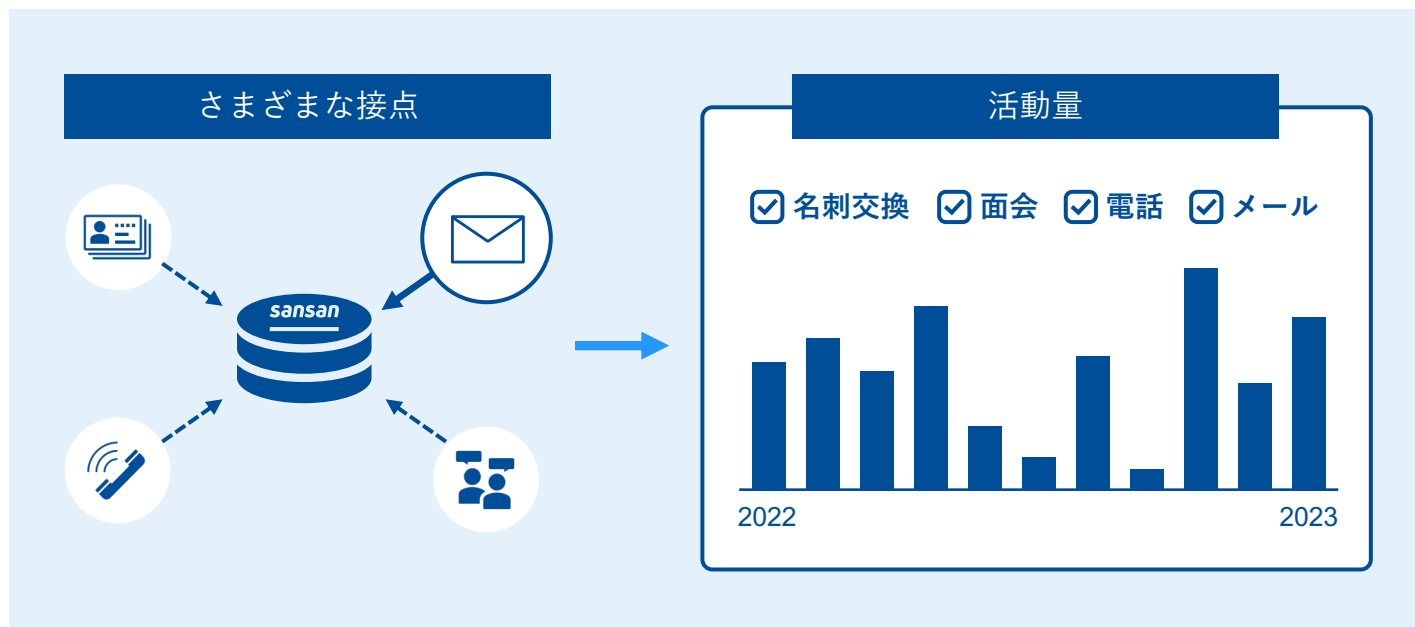 さまざまな接点
sansan
活動量
名刺交換 面会 電話 メール
2022 2023